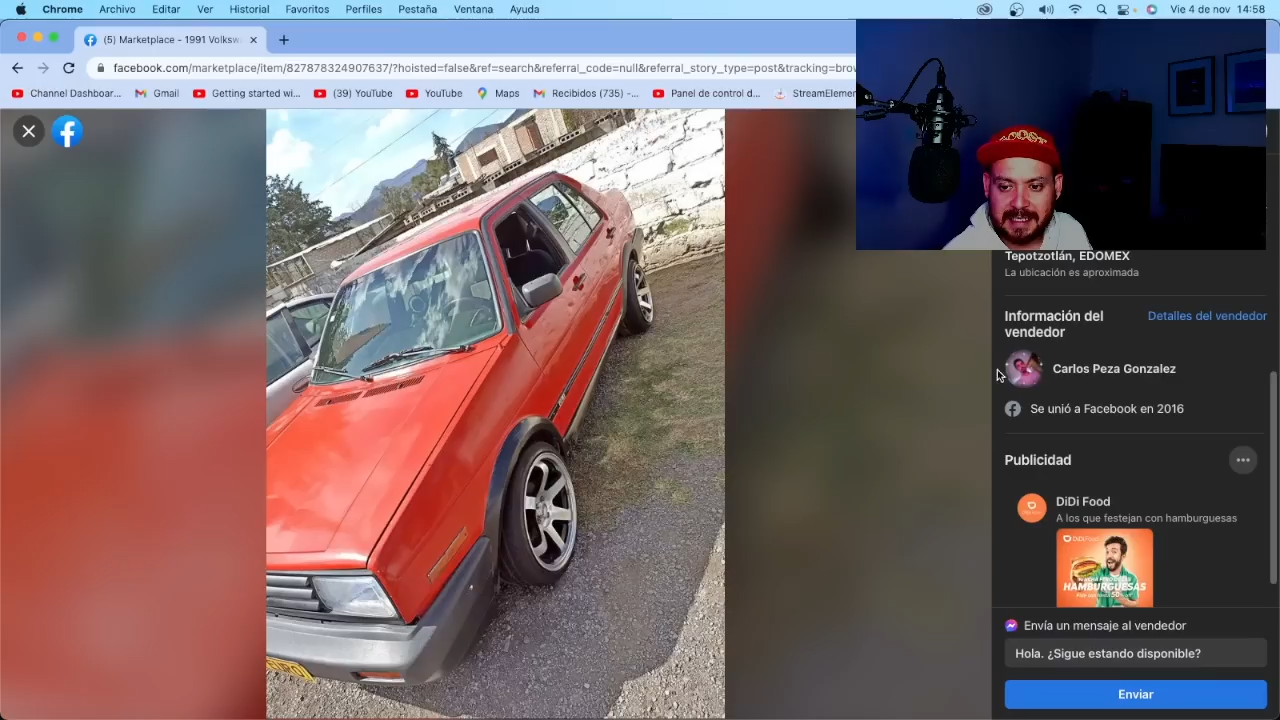 Chrome Archivo Editar Ver Historial Favoritos Perfiles Pestaña Ventana Ayuda Vie 4 de nov 14:58
(5) Marketplace - 1991 Volksw
facebook.com/marketplace/item/827878324907637/?hoisted=false&ref=search&referral_code=null&referral_story_type=post&tracking=brow
Channel Dashboar... Gmail Getting started wi... (39) YouTube YouTube Maps Recibidos (735) -... Panel de control d... StreamElemen
Tepotzotlán, EDOMEX
La ubicación es aproximada
Información del vendedor
Detalles del vendedor
Carlos Peza Gonzalez
Se unió a Facebook en 2016
Publicidad
DiDi Food
A los que festejan con hamburguesas
DiDi Food
HAMBURGUESAS
Envía un mensaje al vendedor
Hola. ¿Sigue estando disponible?
Enviar